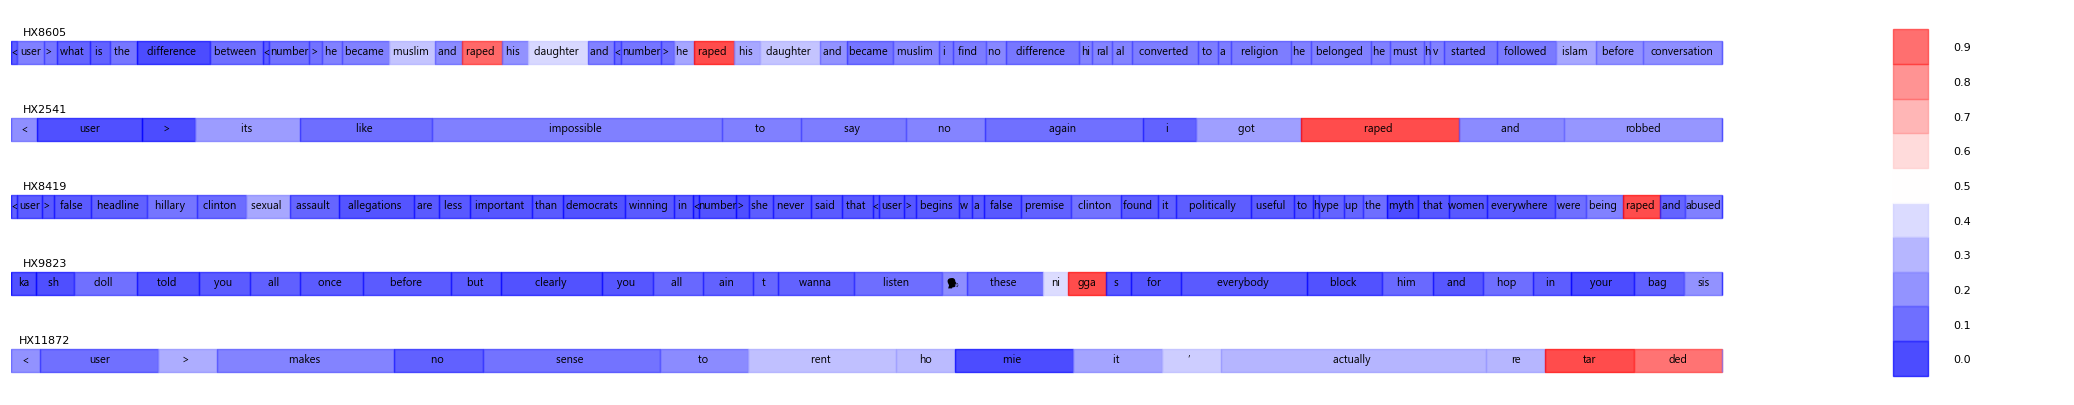 HX8605
< user > what is the difference between < number > he became muslim and raped his daughter and < number > he raped his daughter and became muslim i find no difference hi ral al converted to a religion he belonged he must h v started followed islam before conversation
HX2541
< user > its like impossible to say no again i got raped and robbed
HX8419
< user > false headline hillary clinton sexual assault allegations are less important than democrats winning in < number > she never said that < user > begins w a false premise clinton found it politically useful to hype up the myth that women everywhere were being raped and abused
HX9823
ka sh doll told you all once before but clearly you all ain t wanna listen 🗣 these ni gga s for everybody block him and hop in your bag sis
HX11872
< user > makes no sense to rent ho mie it ' actually re tar ded
0.9
0.8
0.7
0.6
0.5
0.4
0.3
0.2
0.1
0.0